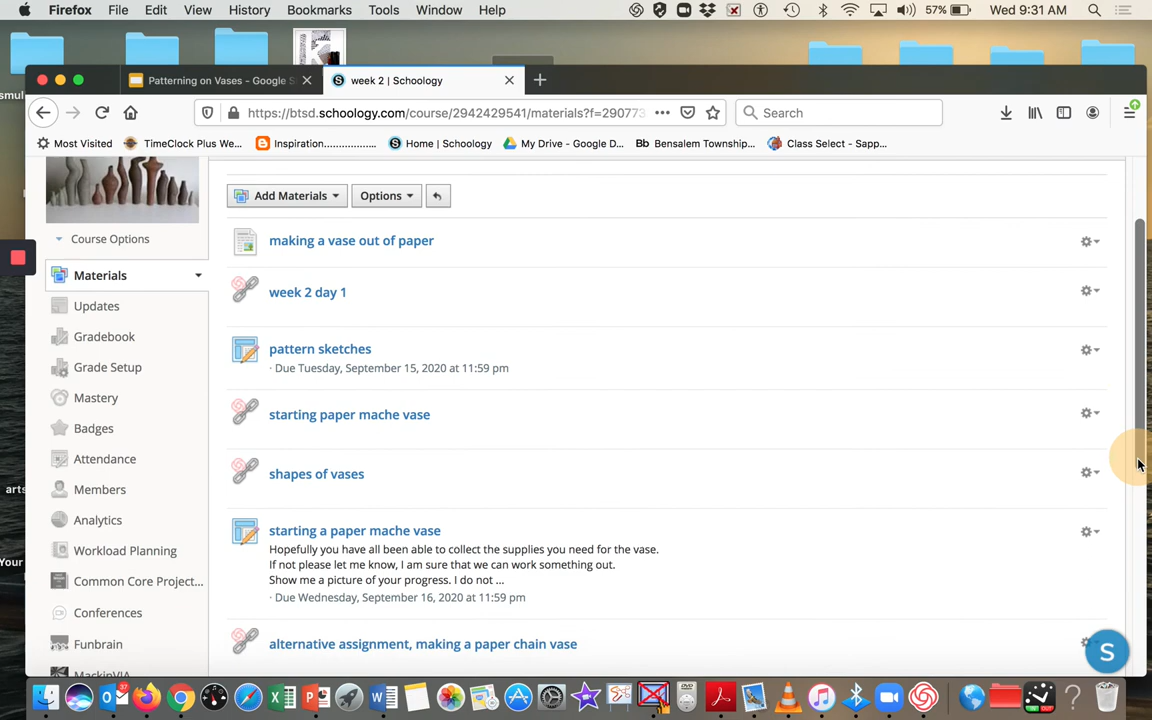 Firefox File Edit View History Bookmarks Tools Window Help 57% Wed 9:31 AM
smul
Patterning on Vases - Google S
week 2 | Schoology
https://btsd.schoology.com/course/2942429541/materials?f=290773
Search
Most Visited TimeClock Plus We... Inspiration................... Home | Schoology My Drive - Google D... Bb Bensalem Township... Class Select - Sapp...
Add Materials Options
Course Options
Materials
Updates
Gradebook
Grade Setup
Mastery
Badges
Attendance
Members
Analytics
Workload Planning
Common Core Project...
Conferences
Funbrain
MackinVIA
making a vase out of paper
week 2 day 1
pattern sketches
· Due Tuesday, September 15, 2020 at 11:59 pm
starting paper mache vase
shapes of vases
starting a paper mache vase
Hopefully you have all been able to collect the supplies you need for the vase.
If not please let me know, I am sure that we can work something out.
Show me a picture of your progress. I do not ...
· Due Wednesday, September 16, 2020 at 11:59 pm
alternative assignment, making a paper chain vase
arts
Your
S